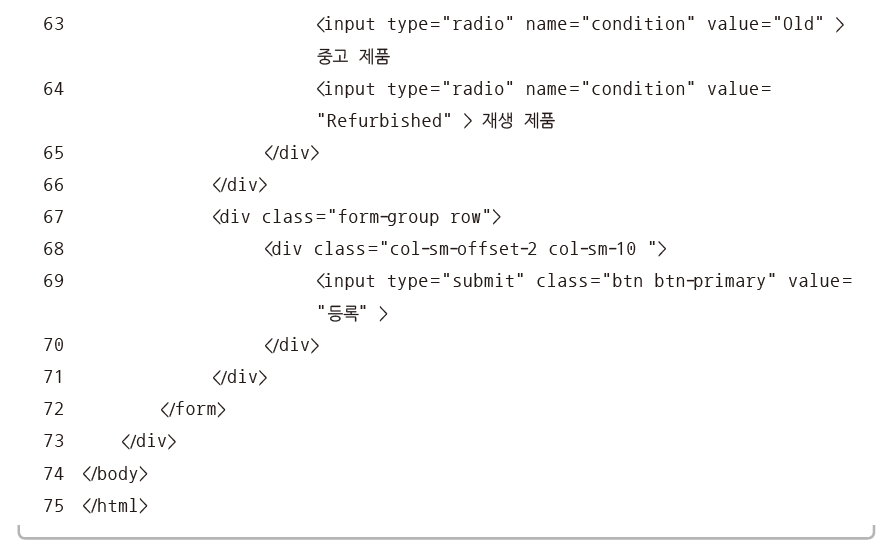 63 <input type="radio" name="condition" value="Old" >
중고 제품
64 <input type="radio" name="condition" value=
"Refurbished" > 재생 제품
65 </div>
66 </div>
67 <div class="form-group row">
68 <div class="col-sm-offset-2 col-sm-10 ">
69 <input type="submit" class="btn btn-primary" value=
"등록" >
70 </div>
71 </div>
72 </form>
73 </div>
74 </body>
75 </html>